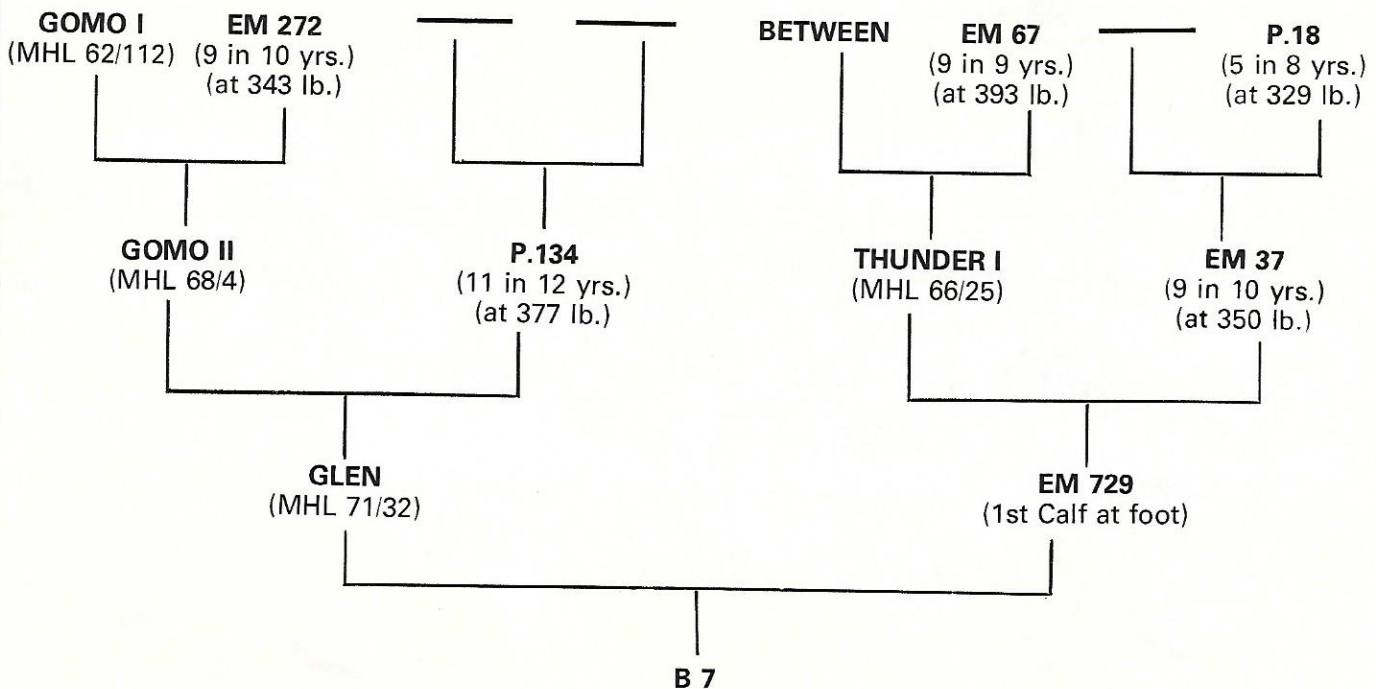 GOMO I
(MHL 62/112)
EM 272
(9 in 10 yrs.)
(at 343 lb.)
BETWEEN
EM 67
(9 in 9 yrs.)
(at 393 lb.)
P.18
(5 in 8 yrs.)
(at 329 lb.)
GOMO II
(MHL 68/4)
P.134
(11 in 12 yrs.)
(at 377 lb.)
THUNDER I
(MHL 66/25)
EM 37
(9 in 10 yrs.)
(at 350 lb.)
GLEN
(MHL 71/32)
EM 729
(1st Calf at foot)
B 7